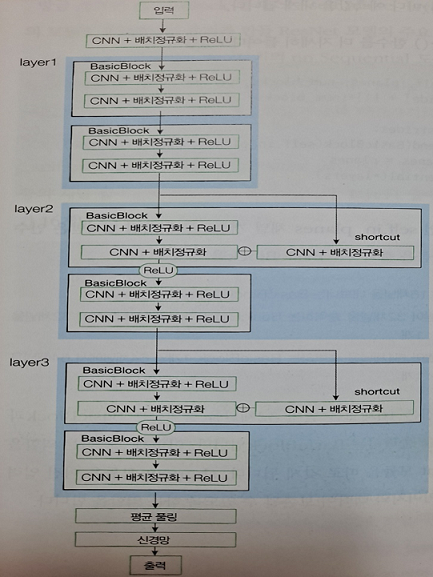 입력
CNN + 배치정규화 + ReLU
layer1
BasicBlock
CNN + 배치정규화 + ReLU
CNN + 배치정규화 + ReLU
BasicBlock
CNN + 배치정규화 + ReLU
CNN + 배치정규화 + ReLU
layer2
BasicBlock
CNN + 배치정규화 + ReLU
shortcut
CNN + 배치정규화
CNN + 배치정규화
ReLU
BasicBlock
CNN + 배치정규화 + ReLU
CNN + 배치정규화 + ReLU
layer3
BasicBlock
CNN + 배치정규화 + ReLU
shortcut
CNN + 배치정규화
CNN + 배치정규화
ReLU
BasicBlock
CNN + 배치정규화 + ReLU
CNN + 배치정규화 + ReLU
평균 풀링
신경망
출력